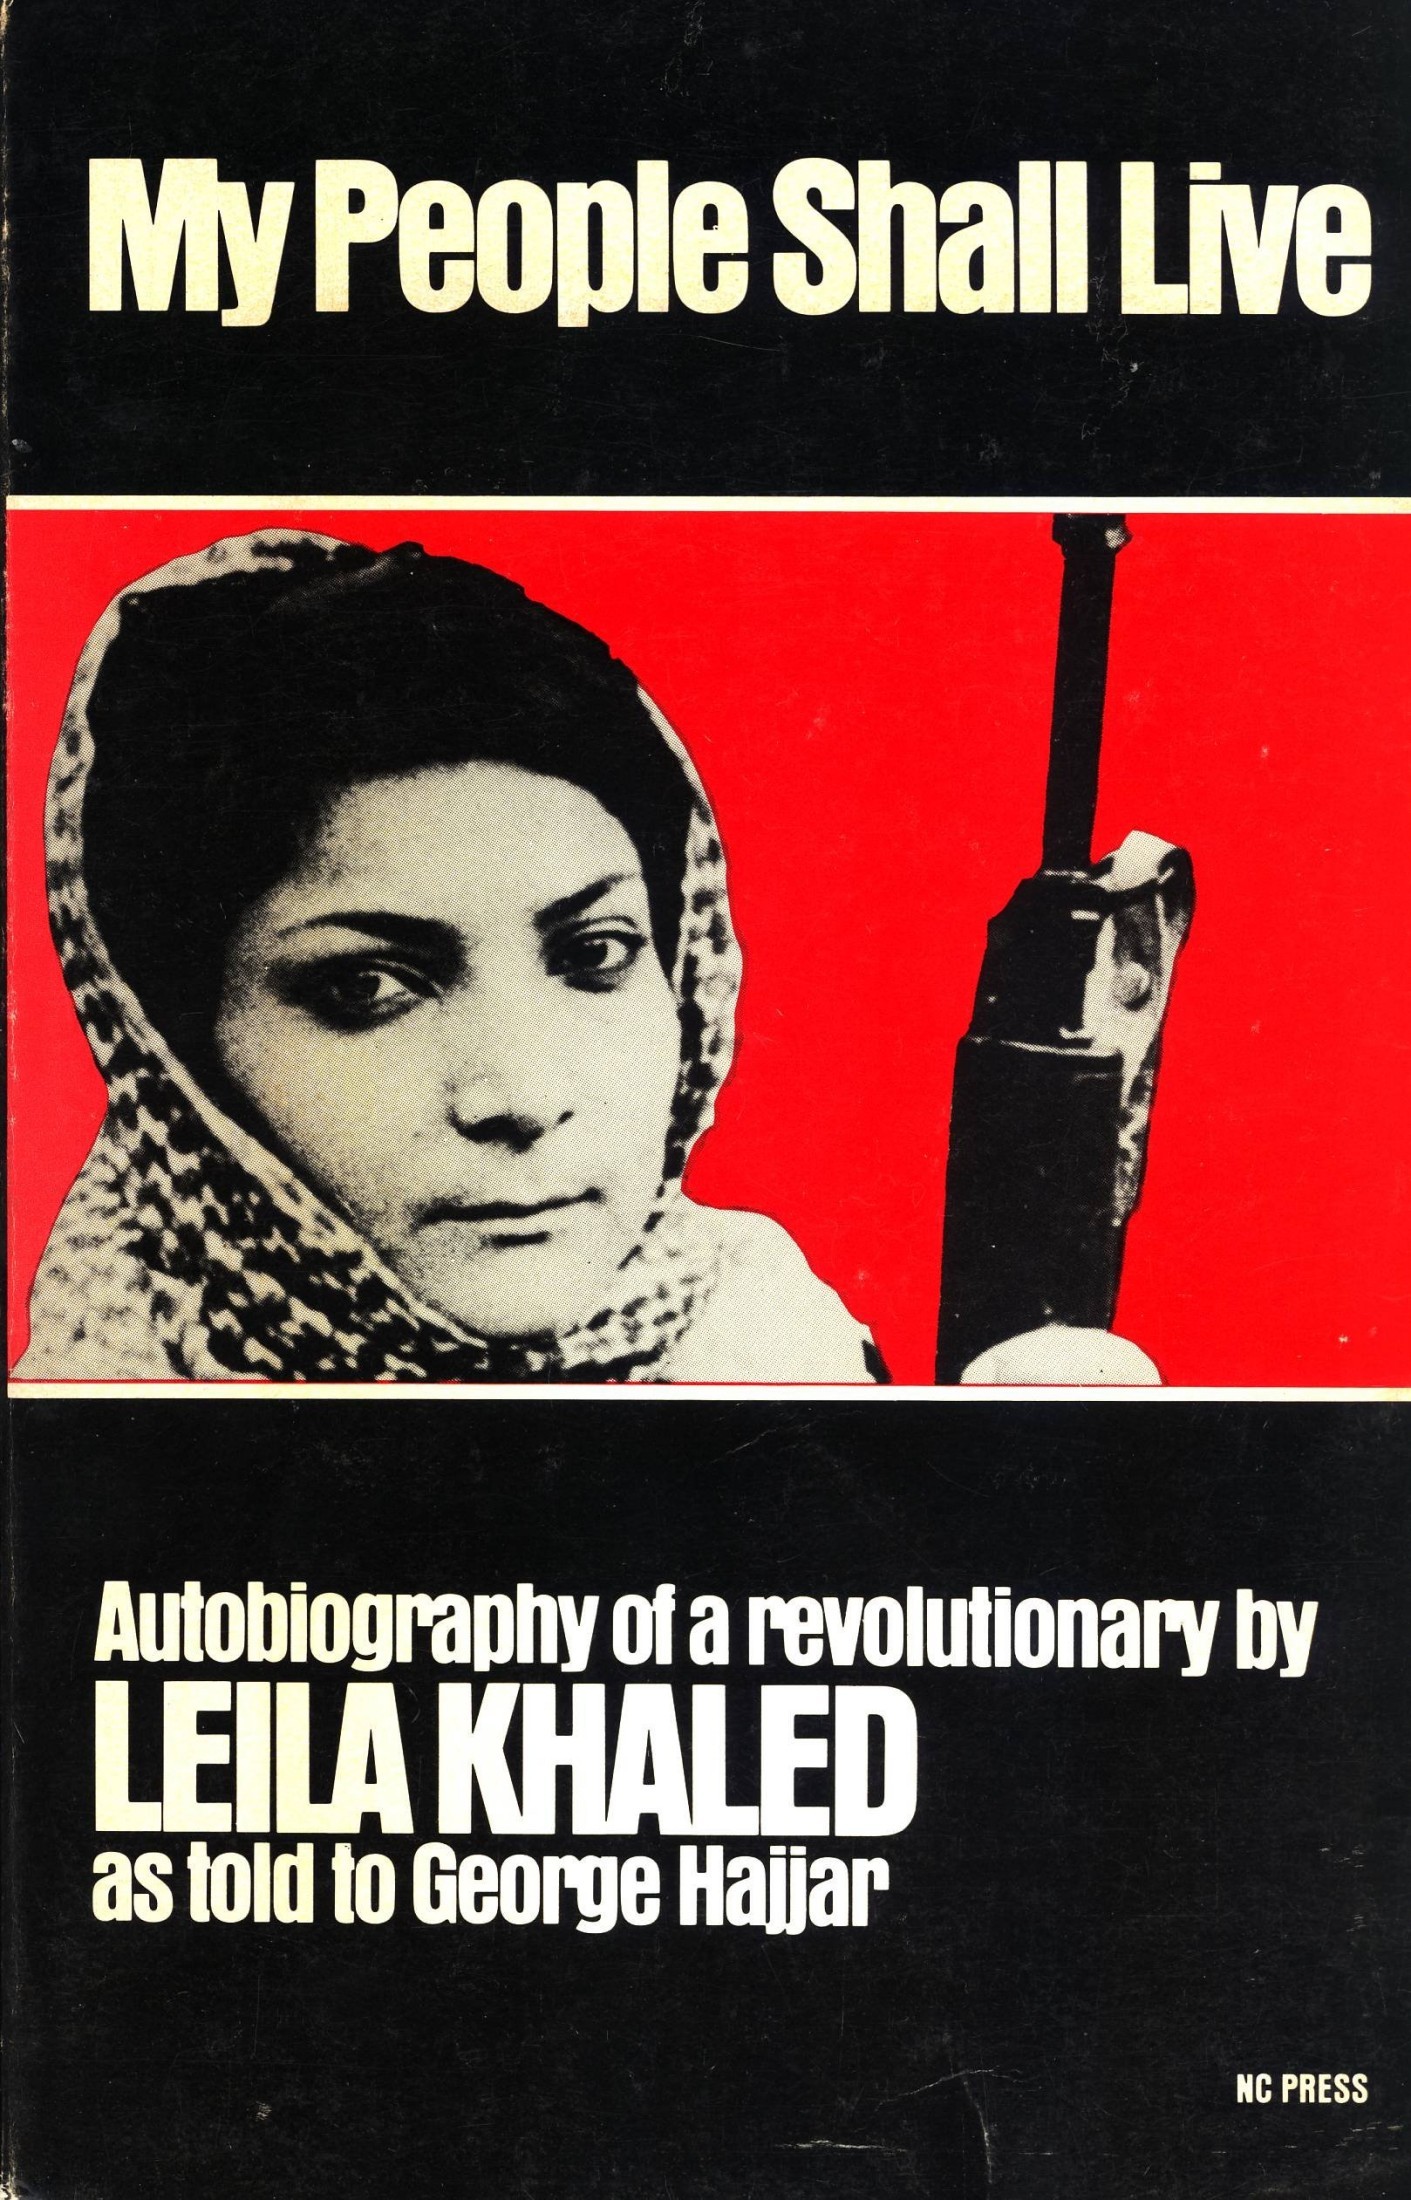 My People Shall Live
Autobiography of a revolutionary by
LEILA KHALED
as told to George Hajjar
NC PRESS